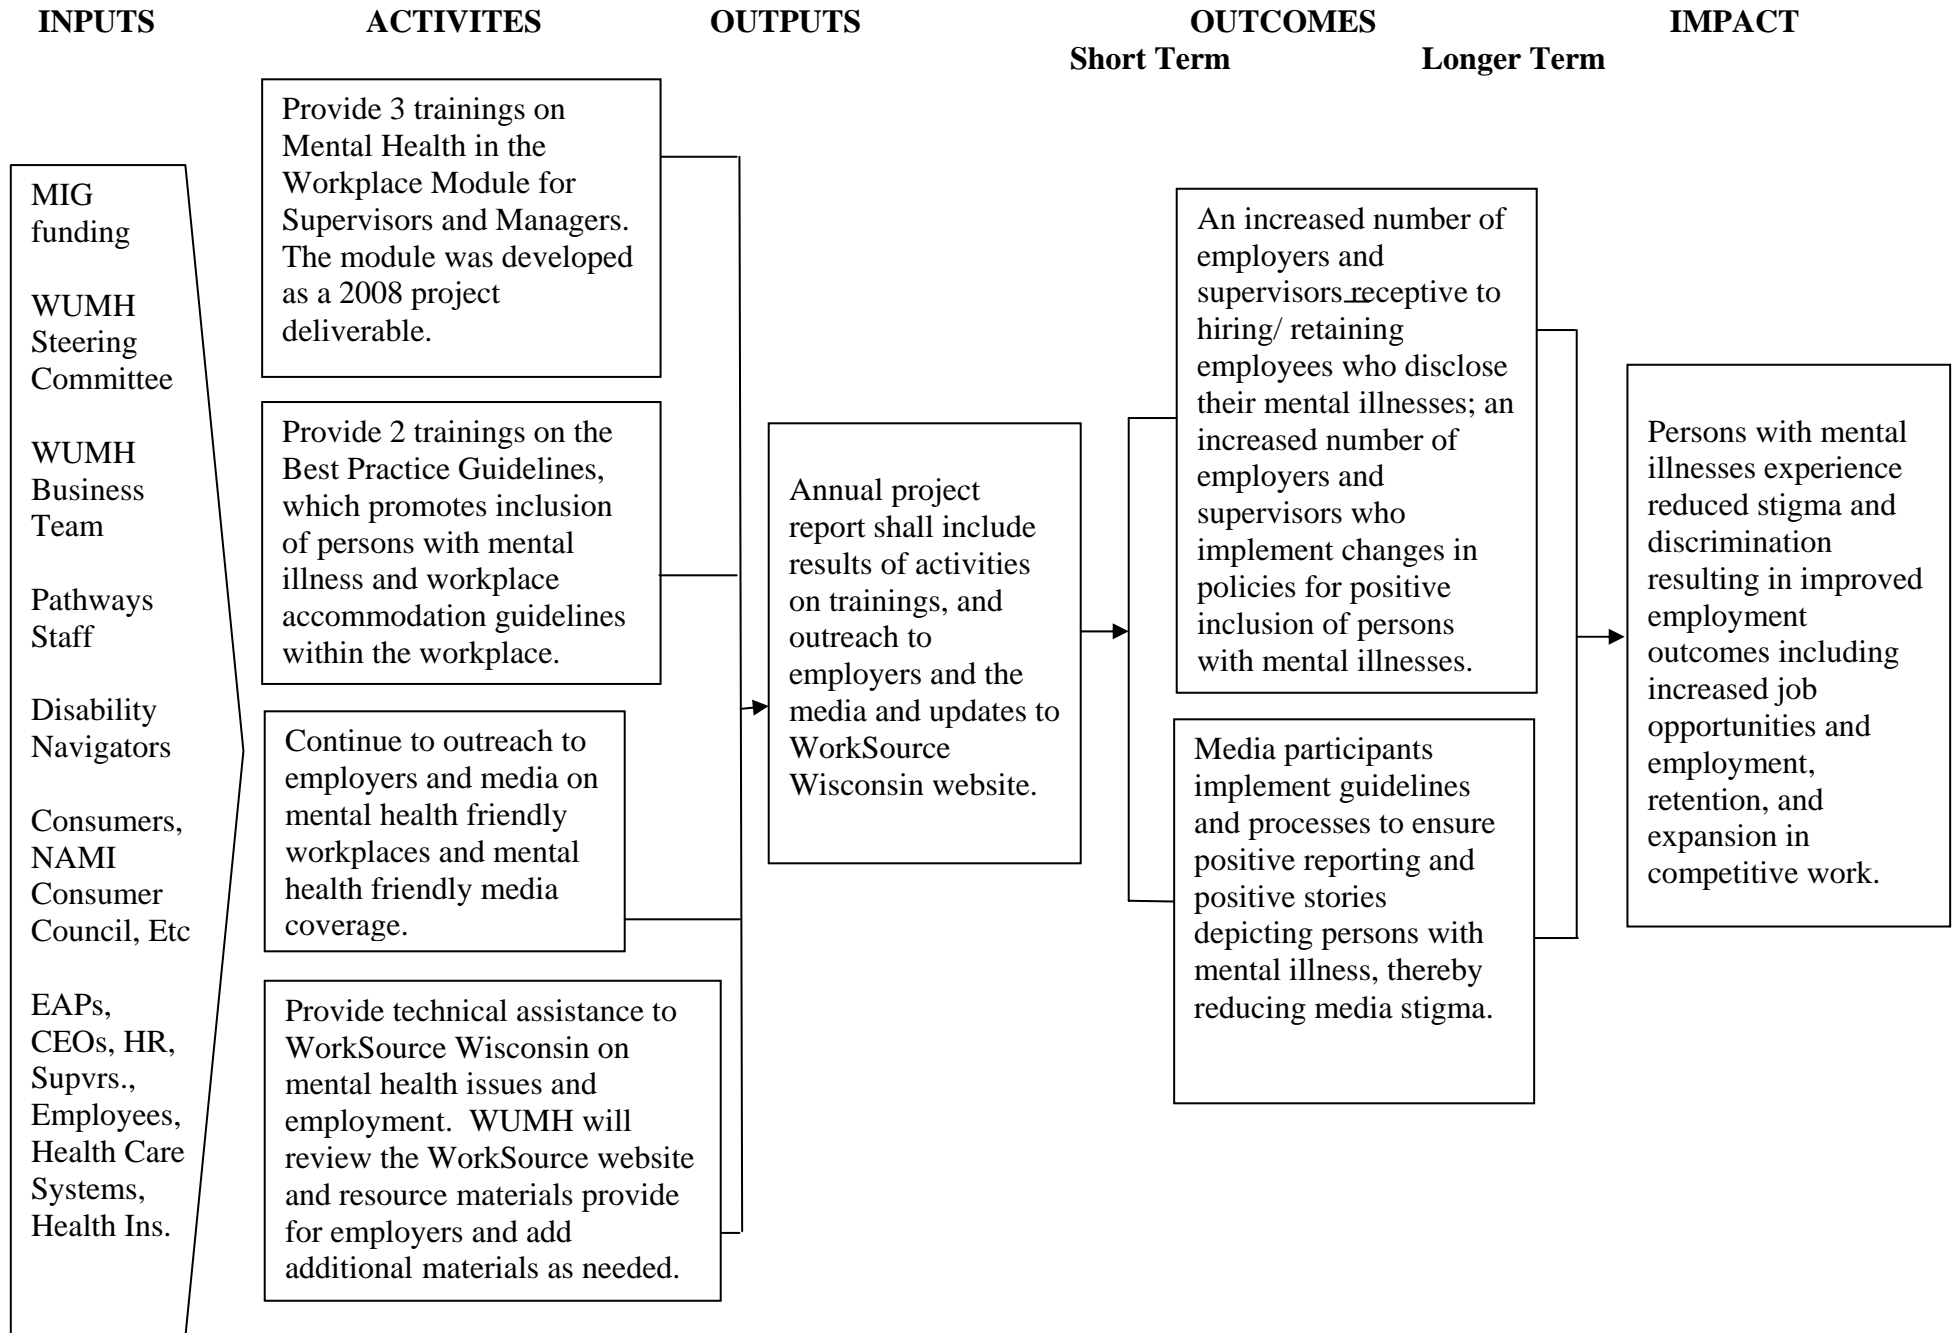 INPUTS ACTIVITES OUTPUTS OUTCOMES IMPACT
Short Term Longer Term
MIG
funding
WUMH
Steering
Committee
WUMH
Business
Team
Pathways
Staff
Disability
Navigators
Consumers,
NAMI
Consumer
Council, Etc
EAPs,
CEOs, HR,
Supvrs.,
Employees,
Health Care
Systems,
Health Ins.
Provide 3 trainings on
Mental Health in the
Workplace Module for
Supervisors and Managers.
The module was developed
as a 2008 project
deliverable.
Provide 2 trainings on the
Best Practice Guidelines,
which promotes inclusion
of persons with mental
illness and workplace
accommodation guidelines
within the workplace.
Continue to outreach to
employers and media on
mental health friendly
workplaces and mental
health friendly media
coverage.
Provide technical assistance to
WorkSource Wisconsin on
mental health issues and
employment.  WUMH will
review the WorkSource website
and resource materials provide
for employers and add
additional materials as needed.
Annual project
report shall include
results of activities
on trainings, and
outreach to
employers and the
media and updates to
WorkSource
Wisconsin website.
An increased number of
employers and
supervisors receptive to
hiring/ retaining
employees who disclose
their mental illnesses; an
increased number of
employers and
supervisors who
implement changes in
policies for positive
inclusion of persons
with mental illnesses.
Media participants
implement guidelines
and processes to ensure
positive reporting and
positive stories
depicting persons with
mental illness, thereby
reducing media stigma.
Persons with mental
illnesses experience
reduced stigma and
discrimination
resulting in improved
employment
outcomes including
increased job
opportunities and
employment,
retention, and
expansion in
competitive work.